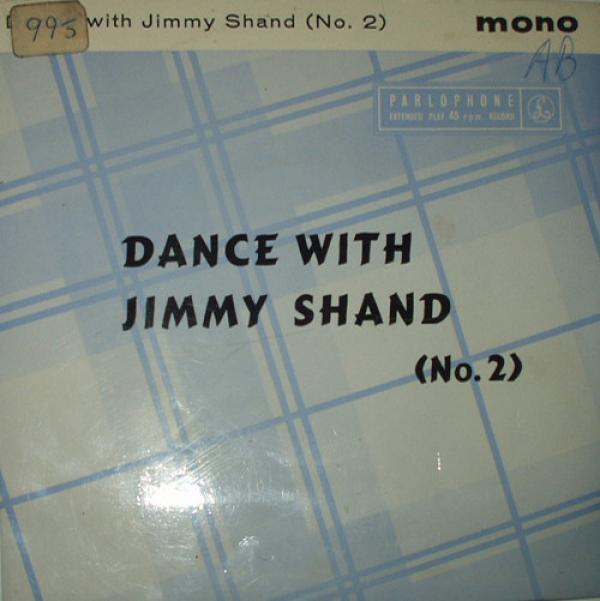 995
with Jimmy Shand (No. 2)
mono
AB
PARLOPHONE
EXTENDED PLAY 45 r.p.m. RECORD
DANCE WITH
JIMMY SHAND
(No. 2)